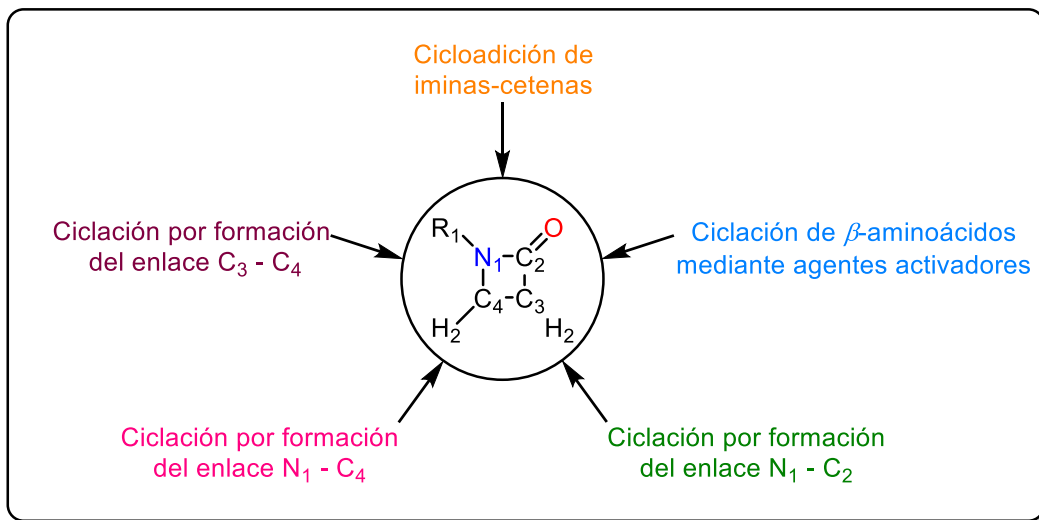 Cicloadición de
iminas-cetenas
Ciclación por formación
del enlace C₃ - C₄
R₁
O
N₁
C₂
C₄
C₃
H₂
H₂
Ciclación de β-aminoácidos
mediante agentes activadores
Ciclación por formación
del enlace N₁ - C₄
Ciclación por formación
del enlace N₁ - C₂